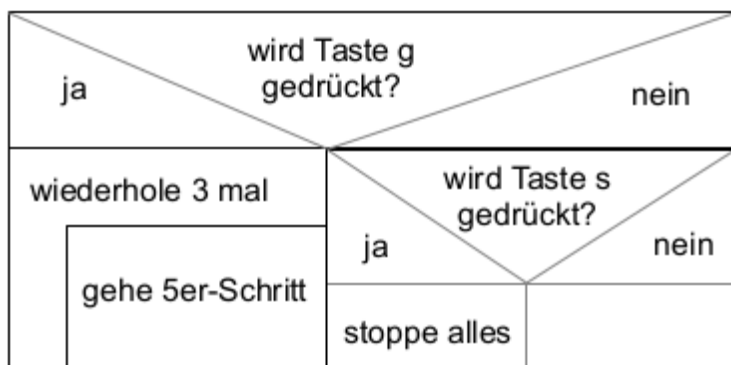 wird Taste g
gedrückt?
ja
nein
wiederhole 3 mal
gehe 5er-Schritt
wird Taste s
gedrückt?
ja
nein
stoppe alles